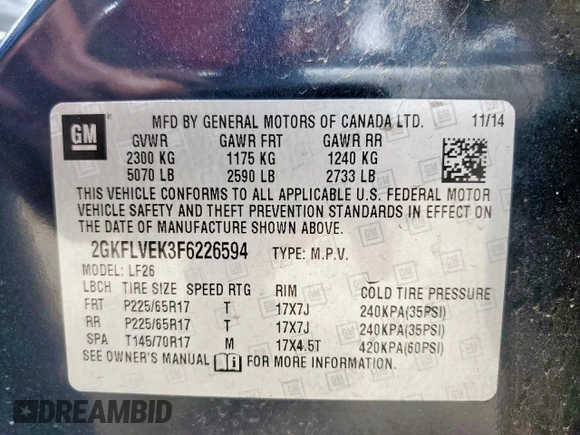 GM
MFD BY GENERAL MOTORS OF CANADA LTD. 11/14
GVWR GAWR FRT GAWR RR
2300 KG 1175 KG 1240 KG
5070 LB 2590 LB 2733 LB
THIS VEHICLE CONFORMS TO ALL APPLICABLE U.S. FEDERAL MOTOR
VEHICLE SAFETY AND THEFT PREVENTION STANDARDS IN EFFECT ON
THE DATE OF MANUFACTURE SHOWN ABOVE.
2GKFLVEK3F6226594 TYPE: M.P.V.
MODEL: LF26
LBCH TIRE SIZE SPEED RTG RIM COLD TIRE PRESSURE
FRT P225/65R17 T 17X7J 240KPA(35PSI)
RR P225/65R17 T 17X7J 240KPA(35PSI)
SPA T145/70R17 M 17X4.5T 420KPA(60PSI)
SEE OWNER'S MANUAL FOR MORE INFORMATION.
DREAMBID